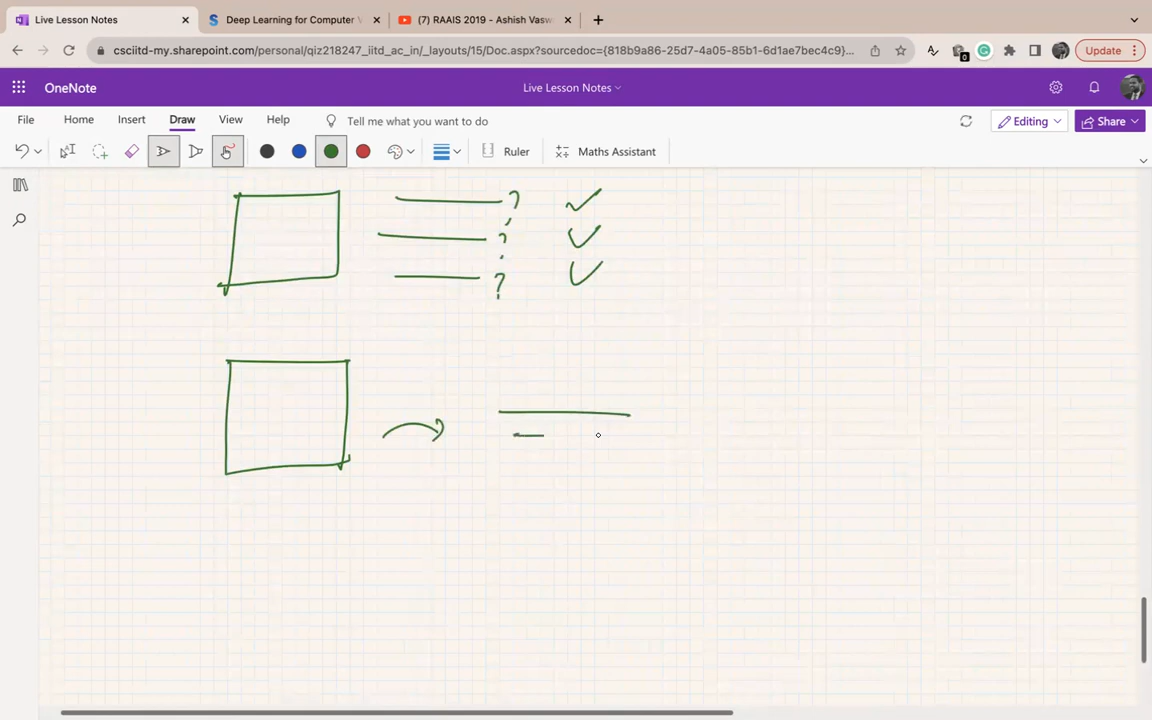 Live Lesson Notes
Deep Learning for Computer V
(7) RAAIS 2019 - Ashish Vasw
csciitd-my.sharepoint.com/personal/qiz218247_iitd_ac_in/_layouts/15/Doc.aspx?sourcedoc={818b9a86-25d7-4a05-85b1-6d1ae7bec4c9}...
0
Update
OneNote
Live Lesson Notes
File Home Insert Draw View Help Tell me what you want to do
Editing
Share
Ruler
Maths Assistant
?
?
?